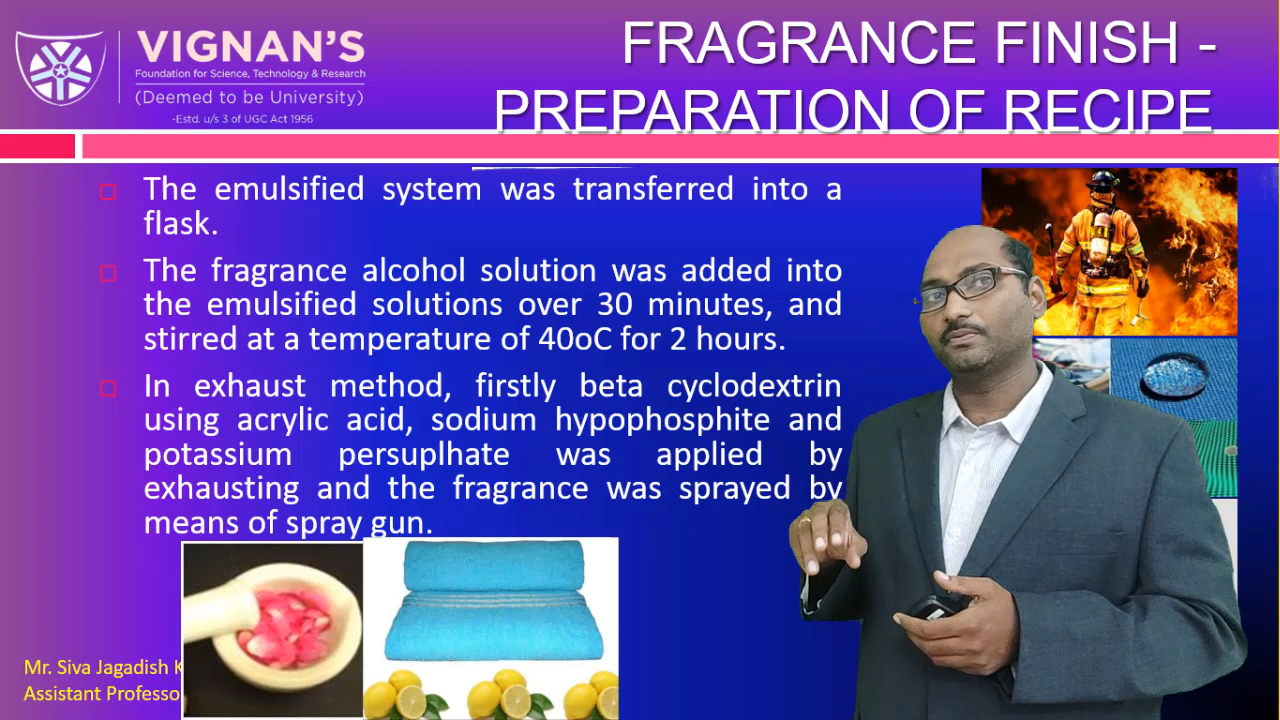 VIGNAN'S
Foundation for Science, Technology & Research
(Deemed to be University)
-Estd. u/s 3 of UGC Act 1956
FRAGRANCE FINISH -
PREPARATION OF RECIPE
The emulsified system was transferred into a
flask.
The fragrance alcohol solution was added into
the emulsified solutions over 30 minutes, and
stirred at a temperature of 40oC for 2 hours.
In exhaust method, firstly beta cyclodextrin
using acrylic acid, sodium hypophosphite and
potassium persuplhate was applied by
exhausting and the fragrance was sprayed by
means of spray gun.
Mr. Siva Jagadish K
Assistant Professo